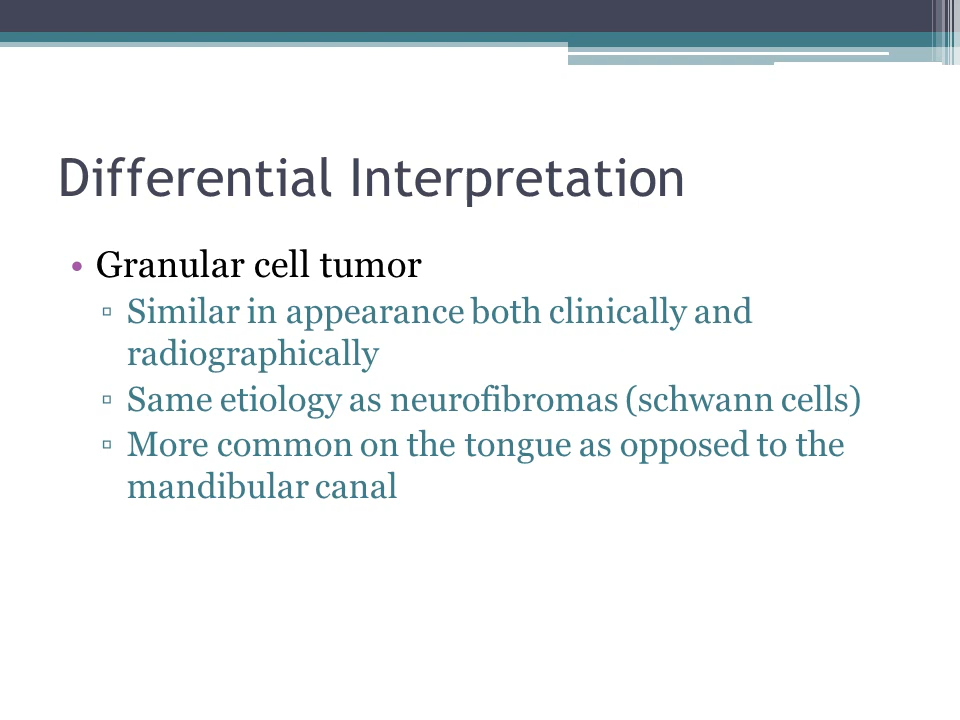 Differential Interpretation
• Granular cell tumor
▫ Similar in appearance both clinically and
radiographically
▫ Same etiology as neurofibromas (schwann cells)
▫ More common on the tongue as opposed to the
mandibular canal